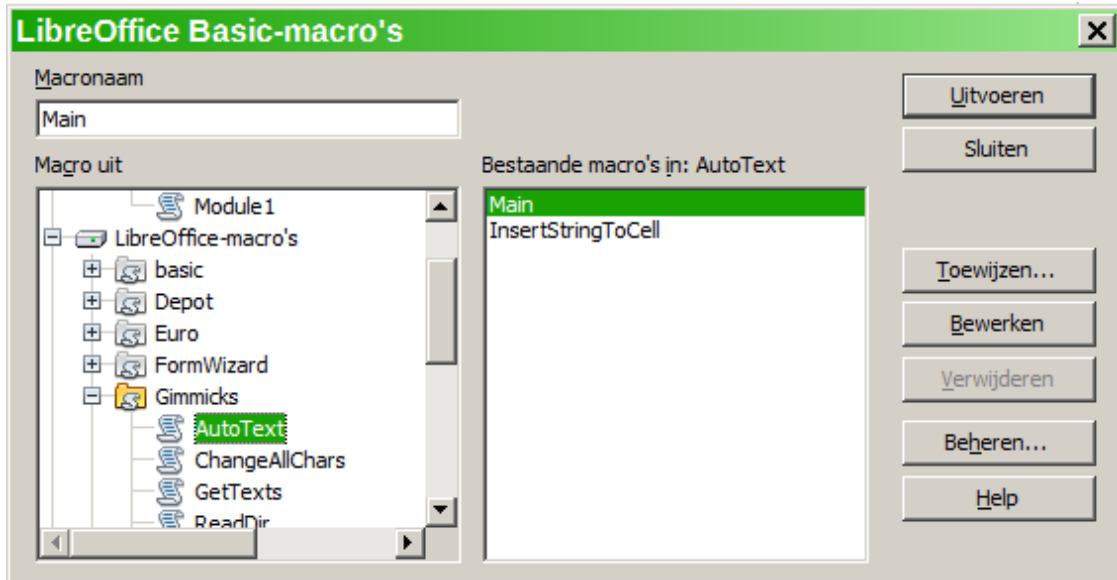 LibreOffice Basic-macro's
Macronaam
Main
Macro uit
Module1
LibreOffice-macro's
basic
Depot
Euro
FormWizard
Gimmicks
AutoText
ChangeAllChars
GetTexts
ReadDir
Bestaande macro's in: AutoText
Main
InsertStringToCell
Uitvoeren
Sluiten
Toewijzen...
Bewerken
Verwijderen
Beheren...
Help